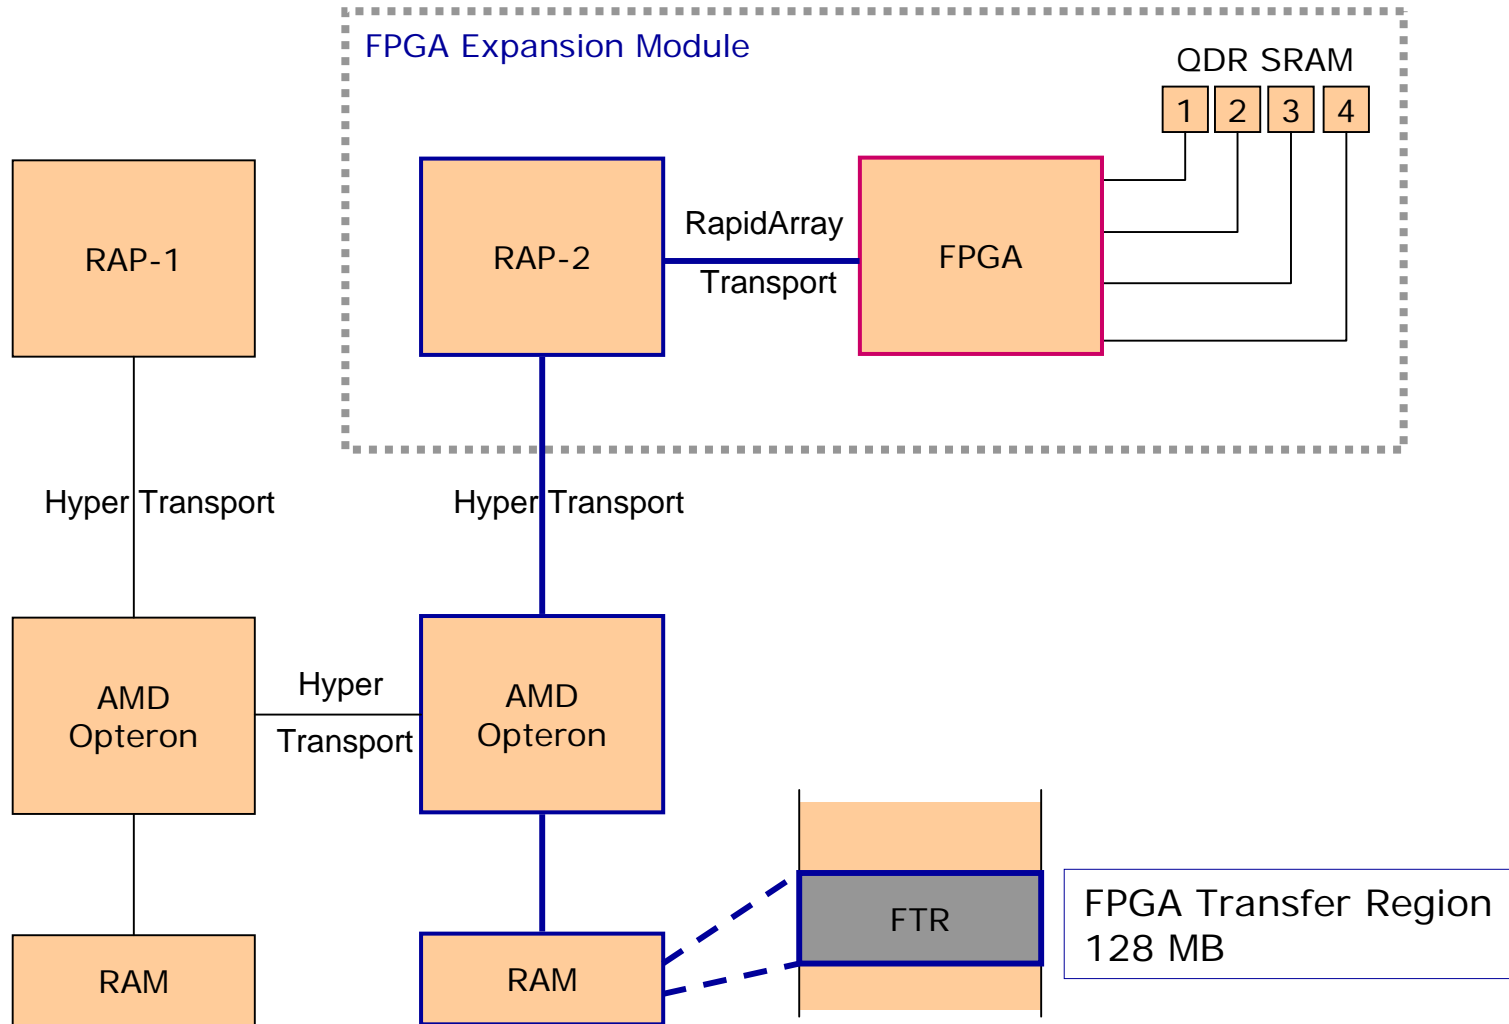 FPGA Expansion Module
QDR SRAM
1 2 3 4
RAP-1
RAP-2
RapidArray
Transport
FPGA
Hyper Transport
Hyper Transport
AMD
Opteron
Hyper
Transport
AMD
Opteron
RAM
RAM
FTR
FPGA Transfer Region
128 MB